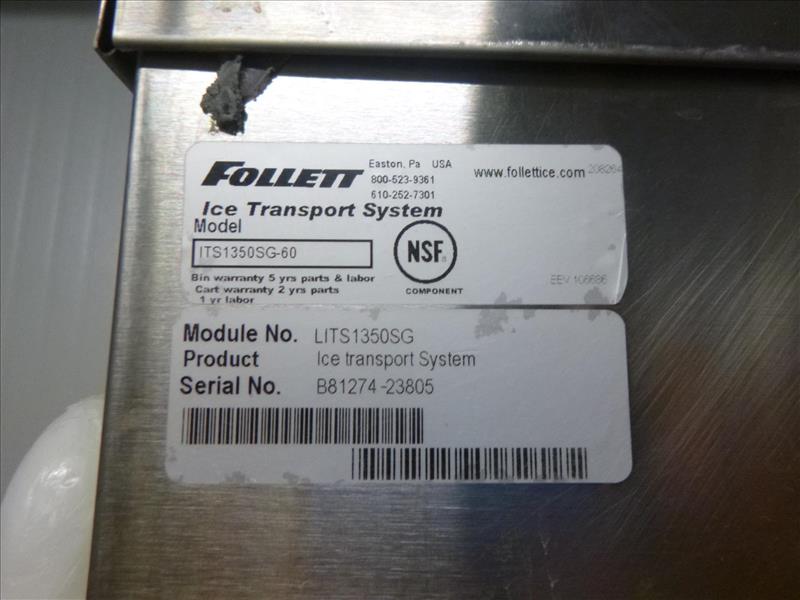 FOLLETT
Easton, Pa USA
800-523-9361
610-252-7301
www.follettice.com 208264
Ice Transport System
Model
ITS1350SG-60
NSF®
COMPONENT
Bin warranty 5 yrs parts & labor
Cart warranty 2 yrs parts
1 yr labor
EEV 106686
Module No. LITS1350SG
Product Ice transport System
Serial No. B81274-23805